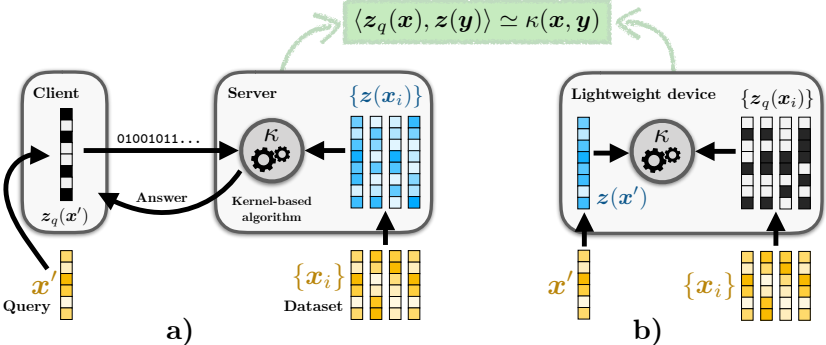 ⟨z_q(x), z(y)⟩ ≃ κ(x, y)
Client
01001011...
z_q(x′)
Answer
Server
κ
Kernel-based
algorithm
{z(x_i)}
x′
Query
{x_i}
Dataset
a)
Lightweight device
κ
{z_q(x_i)}
z(x′)
x′
{x_i}
b)